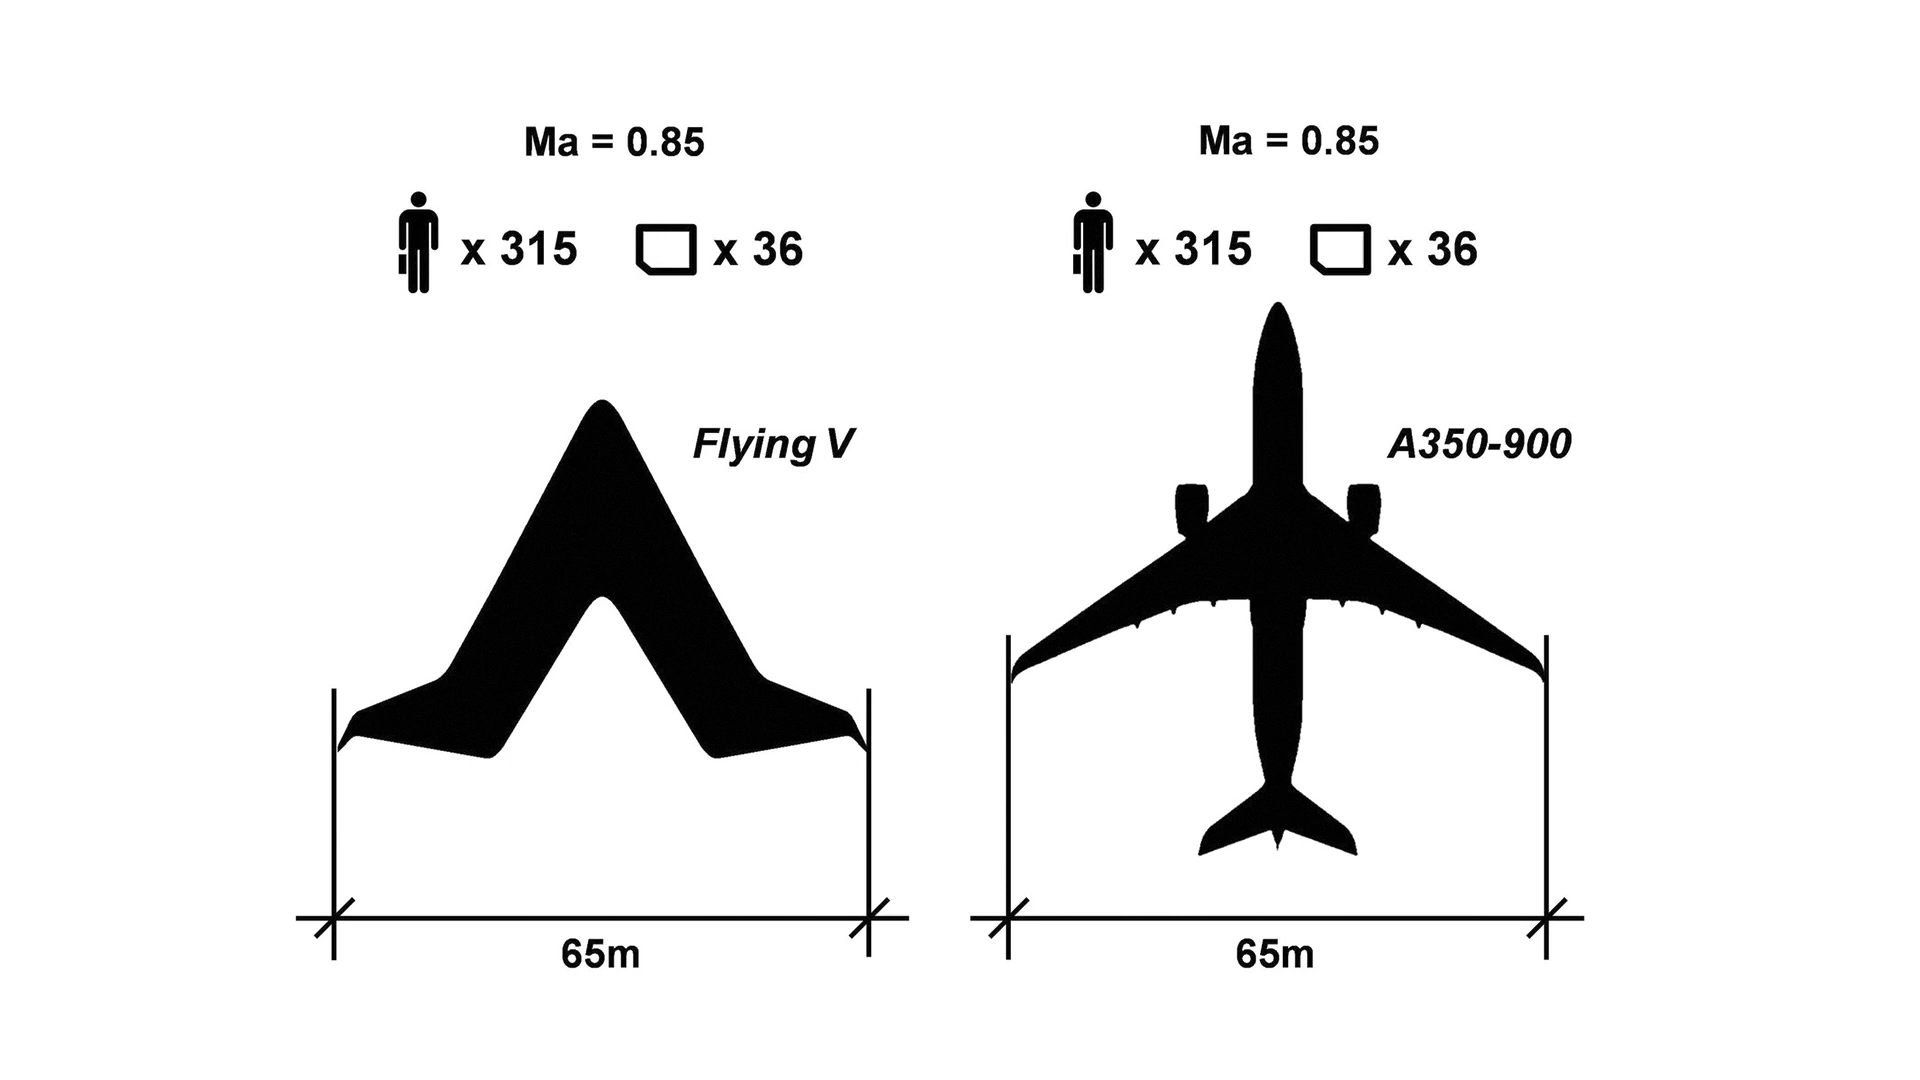 Ma = 0.85
x 315
x 36
Flying V
65m
Ma = 0.85
x 315
x 36
A350-900
65m